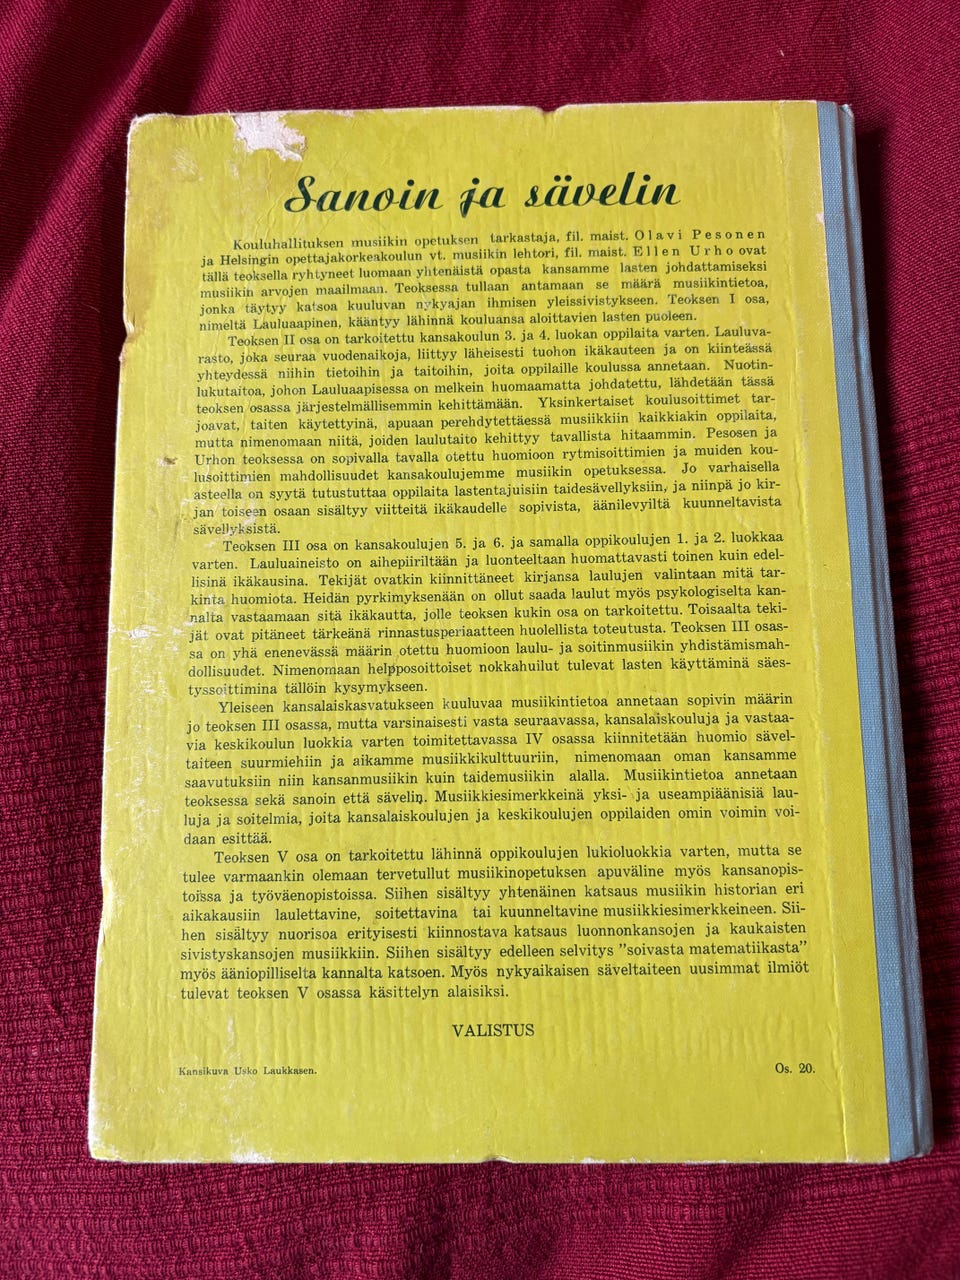 Sanoin ja sävelin
Kouluhallituksen musiikin opetuksen tarkastaja, fil. maist. Olavi Pesonen
ja Helsingin opettajakorkeakoulun vt. musiikin lehtori, fil. maist. Ellen Urho ovat
tällä teoksella ryhtyneet luomaan yhtenäistä opasta kansamme lasten johdattamiseksi
musiikin arvojen maailmaan. Teoksessa tullaan antamaan se määrä musiikintietoa,
jonka täytyy katsoa kuuluvan nykyajan ihmisen yleissivistykseen. Teoksen I osa,
nimeltä Lauluaapinen, kääntyy lähinnä kouluansa aloittavien lasten puoleen.
Teoksen II osa on tarkoitettu kansakoulun 3. ja 4. luokan oppilaita varten. Lauluva-
rasto, joka seuraa vuodenaikoja, liittyy läheisesti tuohon ikäkauteen ja on kiinteässä
yhteydessä niihin tietoihin ja taitoihin, joita oppilaille koulussa annetaan. Nuotin-
lukutaitoa, johon Lauluaapisessa on melkein huomaamatta johdatettu, lähdetään tässä
teoksen osassa järjestelmällisemmin kehittämään. Yksinkertaiset koulusoittimet tar-
joavat, taiten käytettyinä, apuaan perehdytettäessä musiikkiin kaikkiakin oppilaita,
mutta nimenomaan niitä, joiden laulutaito kehittyy tavallista hitaammin. Pesosen ja
Urhon teoksessa on sopivalla tavalla otettu huomioon rytmisoittimien ja muiden kou-
lusoittimien mahdollisuudet kansakoulujemme musiikin opetuksessa. Jo varhaisella
asteella on syytä tutustuttaa oppilaita lastentajuisiin taidesävellyksiin, ja niinpä jo kir-
jan toiseen osaan sisältyy viitteitä ikäkaudelle sopivista, äänilevyiltä kuunneltavista
sävellyksistä.
Teoksen III osa on kansakoulujen 5. ja 6. ja samalla oppikoulujen 1. ja 2. luokkaa
varten. Lauluaineisto on aihepiiriltään ja luonteeltaan huomattavasti toinen kuin edel-
lisinä ikäkausina. Tekijät ovatkin kiinnittäneet kirjansa laulujen valintaan mitä tar-
kinta huomiota. Heidän pyrkimyksenään on ollut saada laulut myös psykologiselta kan-
nalta vastaamaan sitä ikäkautta, jolle teoksen kukin osa on tarkoitettu. Toisaalta teki-
jät ovat pitäneet tärkeänä rinnastusperiaatteen huolellista toteutusta. Teoksen III osas-
sa on yhä enenevässä määrin otettu huomioon laulu- ja soitinmusiikin yhdistämismah-
dollisuudet. Nimenomaan helpposoittoiset nokkahuilut tulevat lasten käyttäminä säes-
tyssoittimina tällöin kysymykseen.
Yleiseen kansalaiskasvatukseen kuuluvaa musiikintietoa annetaan sopivin määrin
jo teoksen III osassa, mutta varsinaisesti vasta seuraavassa, kansalaiskouluja ja vastaa-
via keskikoulun luokkia varten toimitettavassa IV osassa kiinnitetään huomio sävel-
taiteen suurmiehiin ja aikamme musiikkikulttuuriin, nimenomaan oman kansamme
saavutuksiin niin kansanmusiikin kuin taidemusiikin alalla. Musiikintietoa annetaan
teoksessa sekä sanoin että sävelin. Musiikkiesimerkkeinä yksi- ja useampiäänisiä lau-
luja ja soitelmia, joita kansalaiskoulujen ja keskikoulujen oppilaiden omin voimin voi-
daan esittää.
Teoksen V osa on tarkoitettu lähinnä oppikoulujen lukioluokkia varten, mutta se
tulee varmaankin olemaan tervetullut musiikinopetuksen apuväline myös kansanopis-
toissa ja työväenopistoissa. Siihen sisältyy yhtenäinen katsaus musiikin historian eri
aikakausiin laulettavine, soitettavina tai kuunneltavine musiikkiesimerkkeineen. Sii-
hen sisältyy nuorisoa erityisesti kiinnostava katsaus luonnonkansojen ja kaukaisten
sivistyskansojen musiikkiin. Siihen sisältyy edelleen selvitys "soivasta matematiikasta"
myös ääniopilliselta kannalta katsoen. Myös nykyaikaisen säveltaiteen uusimmat ilmiöt
tulevat teoksen V osassa käsittelyn alaisiksi.
VALISTUS
Kansikuva Usko Laukkasen.
Os. 20.